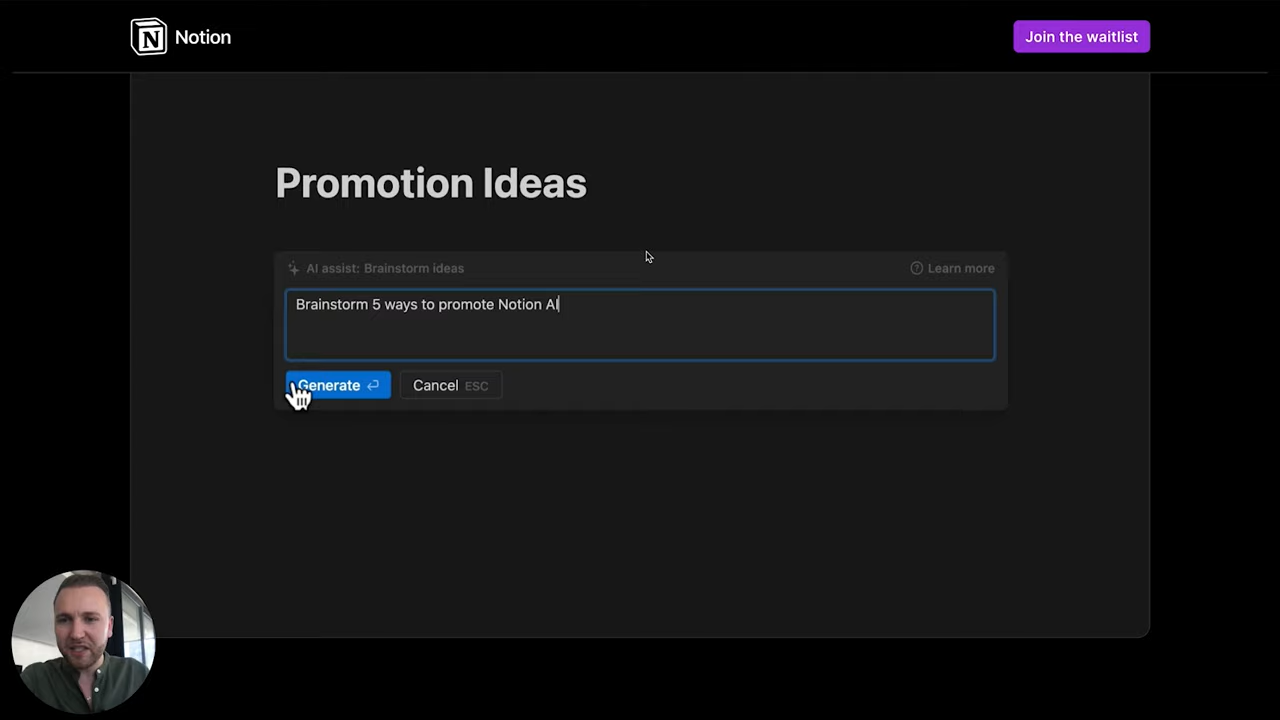 Notion
Join the waitlist
Promotion Ideas
AI assist: Brainstorm ideas
Learn more
Brainstorm 5 ways to promote Notion AI
Generate
Cancel ESC